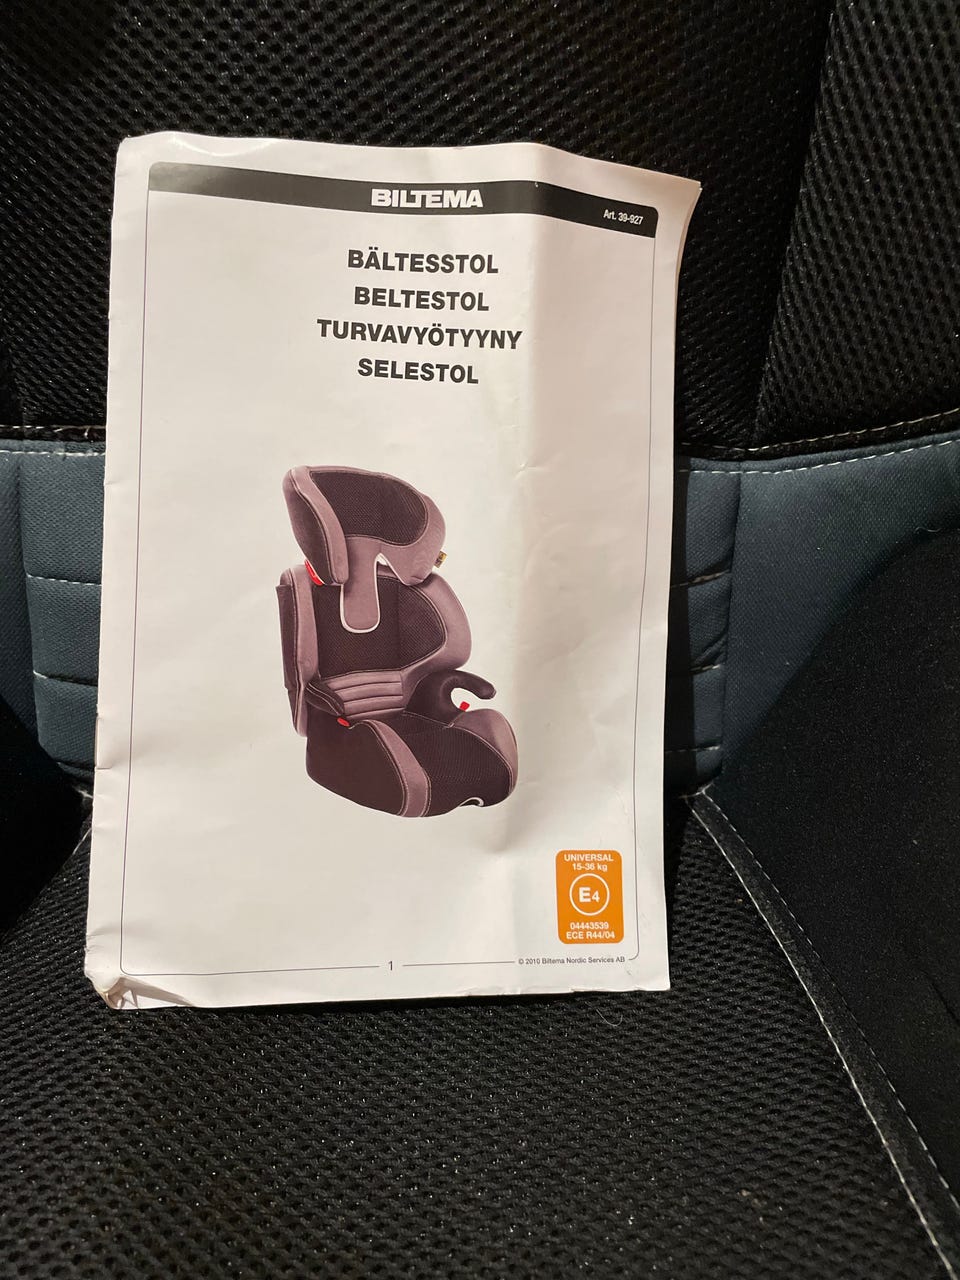 BILTEMA
Art. 39-927
BÄLTESSTOL
BELTESTOL
TURVAVYÖTYYNY
SELESTOL
UNIVERSAL
15-36 kg
E4
04443539
ECE R44/04
1
© 2010 Biltema Nordic Services AB